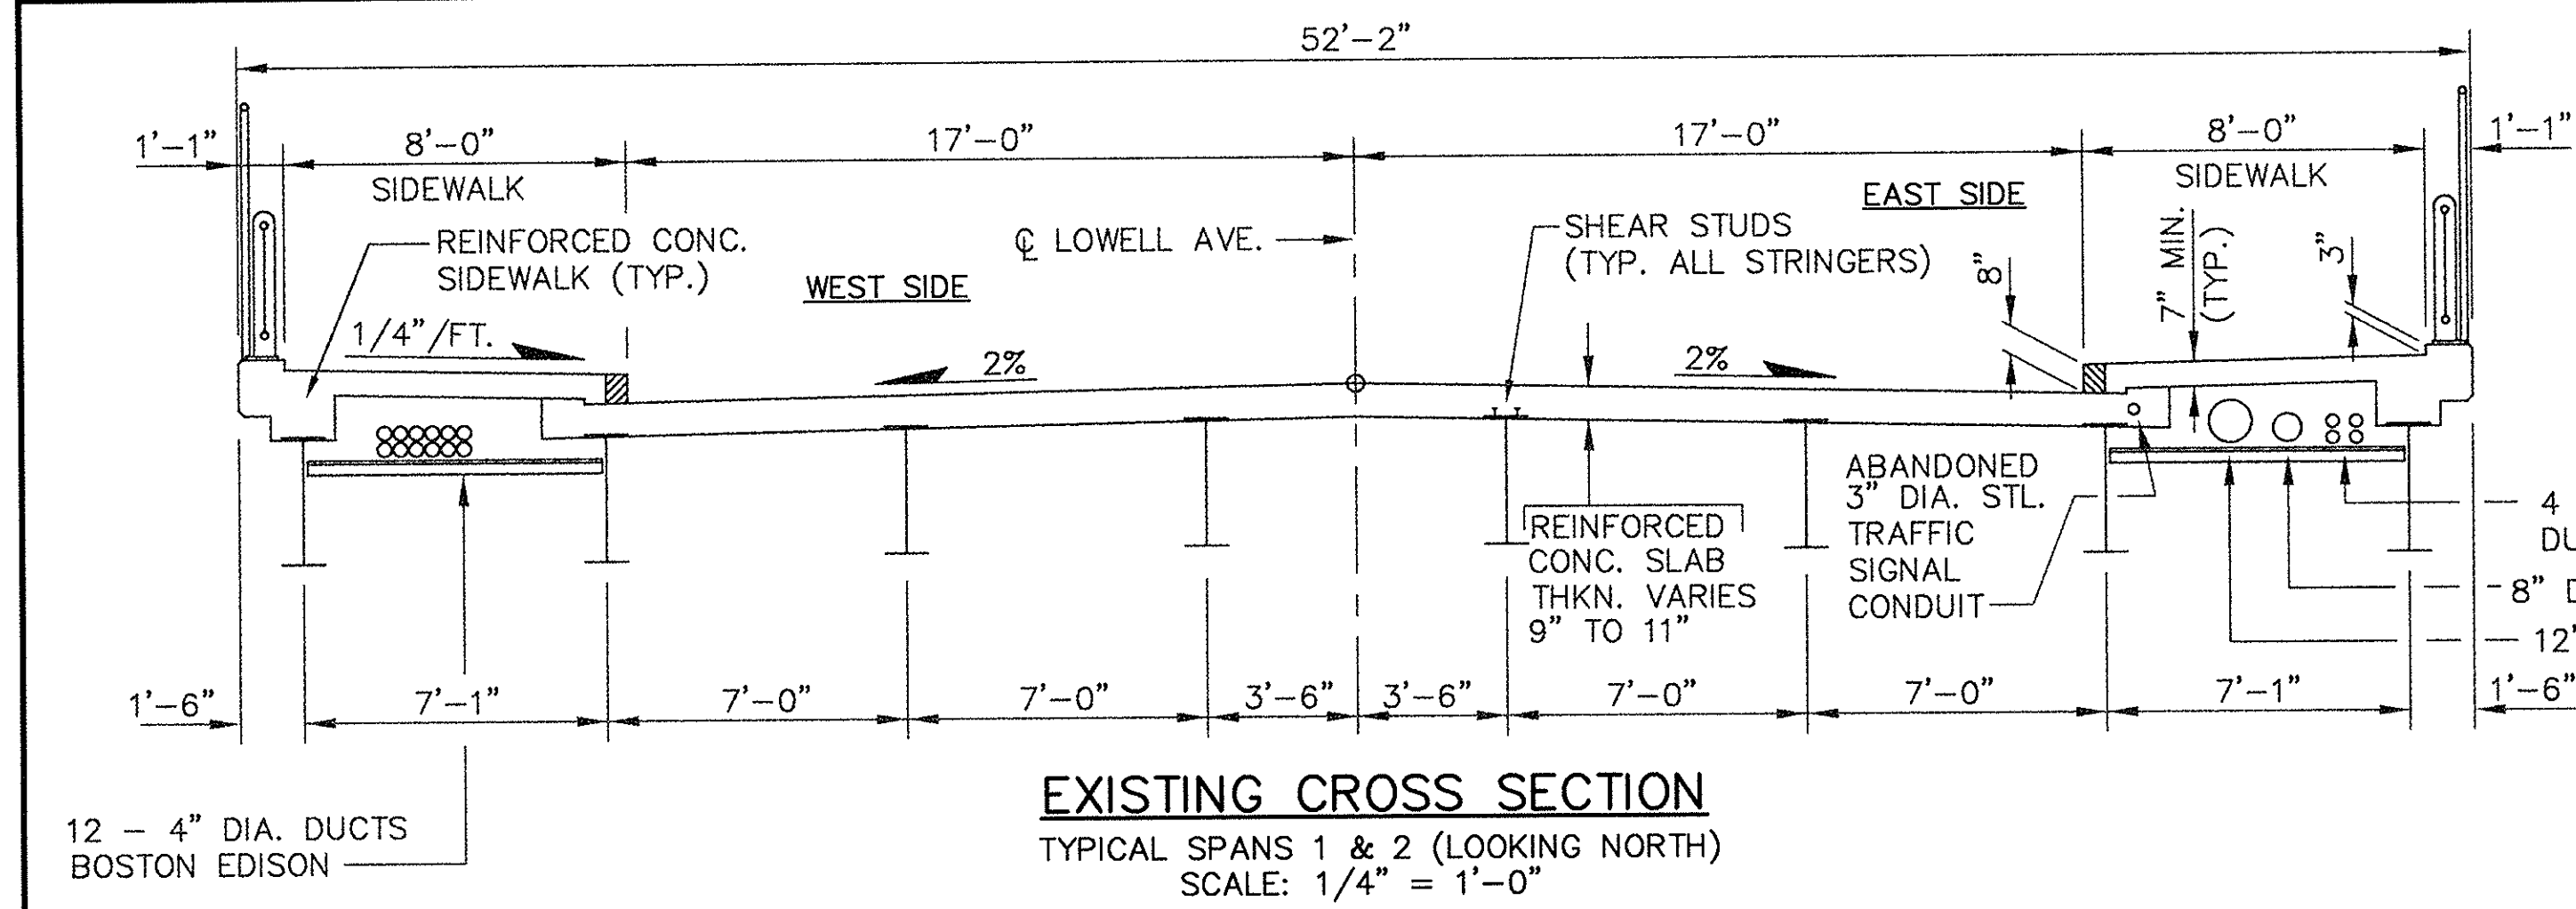 52'-2"
1'-1"
8'-0"
17'-0"
17'-0"
8'-0"
1'-1"
SIDEWALK
SIDEWALK
REINFORCED CONC.
SIDEWALK (TYP.)
℄ LOWELL AVE.
SHEAR STUDS
(TYP. ALL STRINGERS)
EAST SIDE
WEST SIDE
8"
7" MIN.
(TYP.)
3"
1/4"/FT.
2%
2%
REINFORCED
CONC. SLAB
THKN. VARIES
9" TO 11"
ABANDONED
3" DIA. STL.
TRAFFIC
SIGNAL
CONDUIT
4
8"
1'-6"
7'-1"
7'-0"
7'-0"
3'-6"
3'-6"
7'-0"
7'-0"
7'-1"
1'-6"
12 - 4" DIA. DUCTS
BOSTON EDISON
EXISTING CROSS SECTION
TYPICAL SPANS 1 & 2 (LOOKING NORTH)
SCALE: 1/4" = 1'-0"